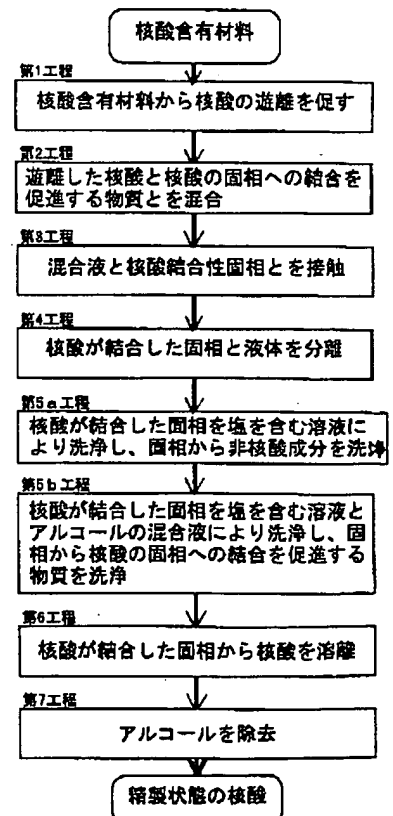 核酸含有材料
第1工程
核酸含有材料から核酸の遊離を促す
第2工程
遊離した核酸と核酸の固相への結合を
促進する物質とを混合
第3工程
混合液と核酸結合性固相とを接触
第4工程
核酸が結合した固相と液体を分離
第5a工程
核酸が結合した固相を塩を含む溶液に
より洗浄し、固相から非核酸成分を洗浄
第5b工程
核酸が結合した固相を塩を含む溶液と
アルコールの混合液により洗浄し、固
相から核酸の固相への結合を促進する
物質を洗浄
第6工程
核酸が結合した固相から核酸を溶離
第7工程
アルコールを除去
精製状態の核酸